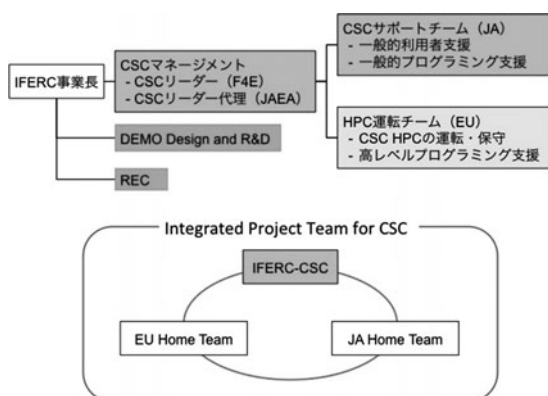 IFERC事業長
CSCマネージメント
- CSCリーダー（F4E）
- CSCリーダー代理（JAEA）
DEMO Design and R&D
REC
CSCサポートチーム（JA）
- 一般的利用者支援
- 一般的プログラミング支援
HPC運転チーム（EU）
- CSC HPCの運転・保守
- 高レベルプログラミング支援
Integrated Project Team for CSC
IFERC-CSC
EU Home Team
JA Home Team